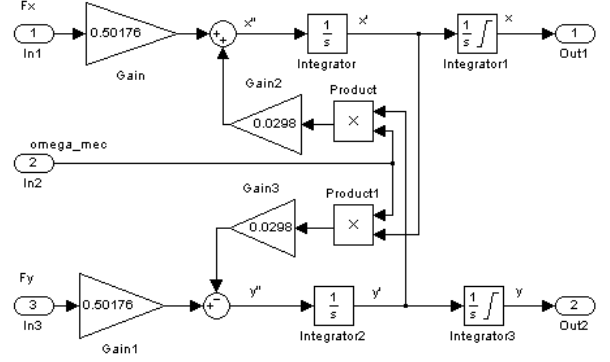 Fx
1
In1
0.50176
Gain
+
+
x"
1
s
Integrator
x'
1
s
Integrator1
x
1
Out1
Gain2
0.0298
Product
×
omega_mec
2
In2
Gain3
0.0298
Product1
×
Fy
3
In3
0.50176
Gain1
+
−
y"
1
s
Integrator2
y'
1
s
Integrator3
y
2
Out2